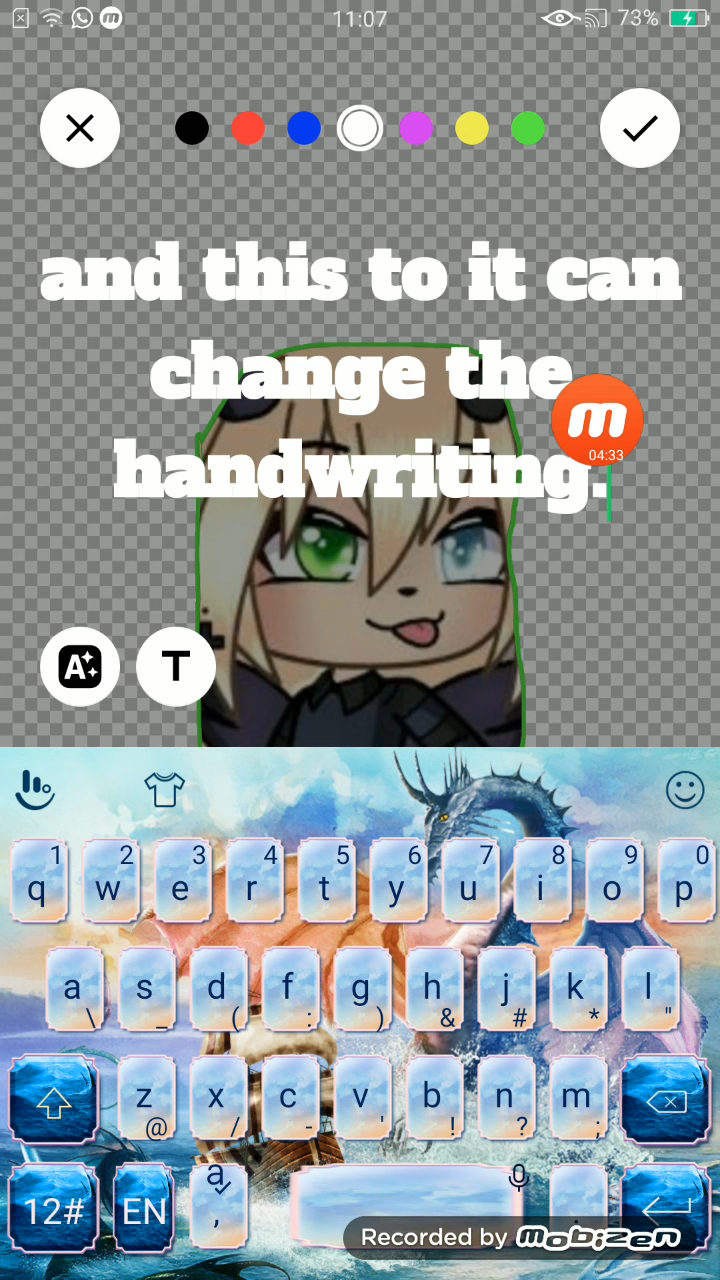 11:07
73%
and this to it can
change the
handwriting.
04:33
A T
1 2 3 4 5 6 7 8 9 0
q w e r t y u i o p
a s d f g h j k l
\ _ ( : ) & # * "
z x c v b n m
@ / - ' ! ? ;
12# EN a , .
Recorded by mobizen